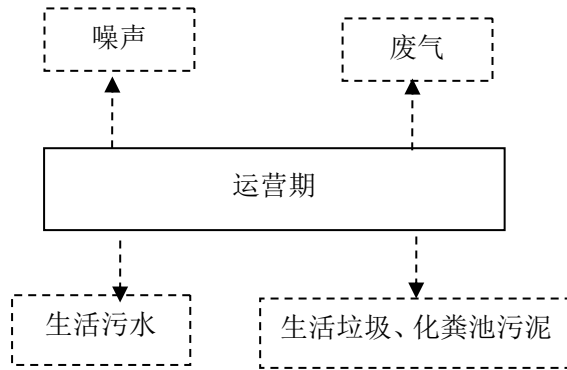 噪声
废气
运营期
生活污水
生活垃圾、化粪池污泥